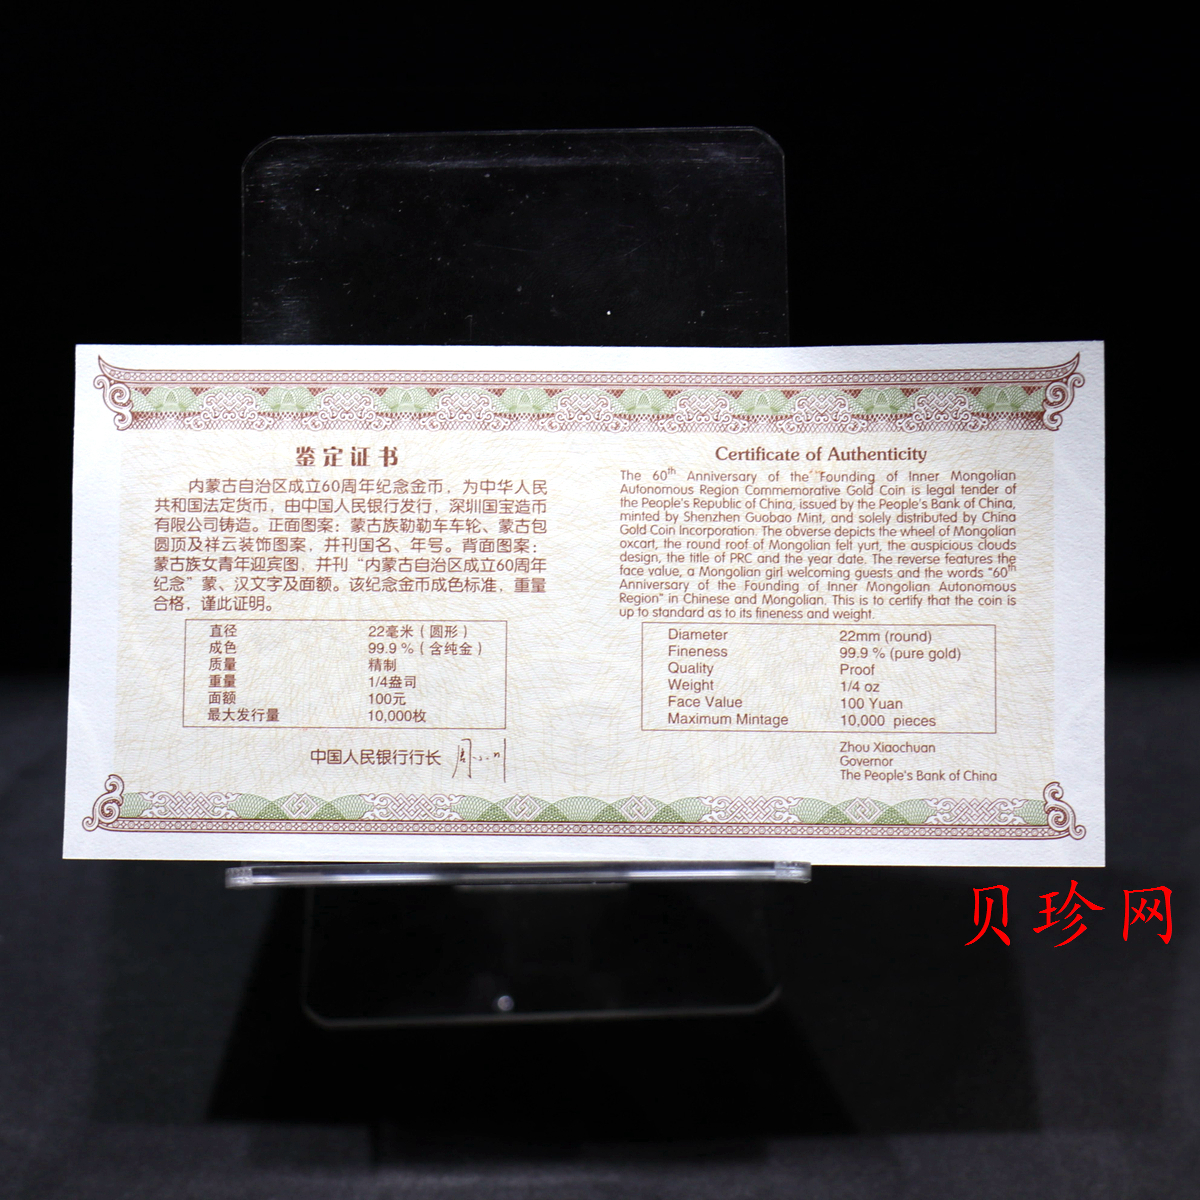 鉴定证书
内蒙古自治区成立60周年纪念金币，为中华人民
共和国法定货币，由中国人民银行发行，深圳国宝造币
有限公司铸造。正面图案：蒙古族勒勒车车轮、蒙古包
圆顶及祥云装饰图案，并刊国名、年号。背面图案：
蒙古族女青年迎宾图，并刊“内蒙古自治区成立60周年
纪念”蒙、汉文字及面额。该纪念金币成色标准，重量
合格，谨此证明。
直径 22毫米（圆形）
成色 99.9％（含纯金）
质量 精制
重量 1/4盎司
面额 100元
最大发行量 10,000枚
中国人民银行行长 周小川
Certificate of Authenticity
The 60th Anniversary of the Founding of Inner Mongolian
Autonomous Region Commemorative Gold Coin is legal tender of
the People's Republic of China, issued by the People's Bank of China,
minted by Shenzhen Guobao Mint, and solely distributed by China
Gold Coin Incorporation. The obverse depicts the wheel of Mongolian
oxcart, the round roof of Mongolian felt yurt, the auspicious clouds
design, the title of PRC and the year date. The reverse features the
face value, a Mongolian girl welcoming guests and the words "60th
Anniversary of the Founding of Inner Mongolian Autonomous
Region" in Chinese and Mongolian. This is to certify that the coin is
up to standard as to its fineness and weight.
Diameter 22mm (round)
Fineness 99.9 % (pure gold)
Quality Proof
Weight 1/4 oz
Face Value 100 Yuan
Maximum Mintage 10,000 pieces
Zhou Xiaochuan
Governor
The People's Bank of China
贝珍网